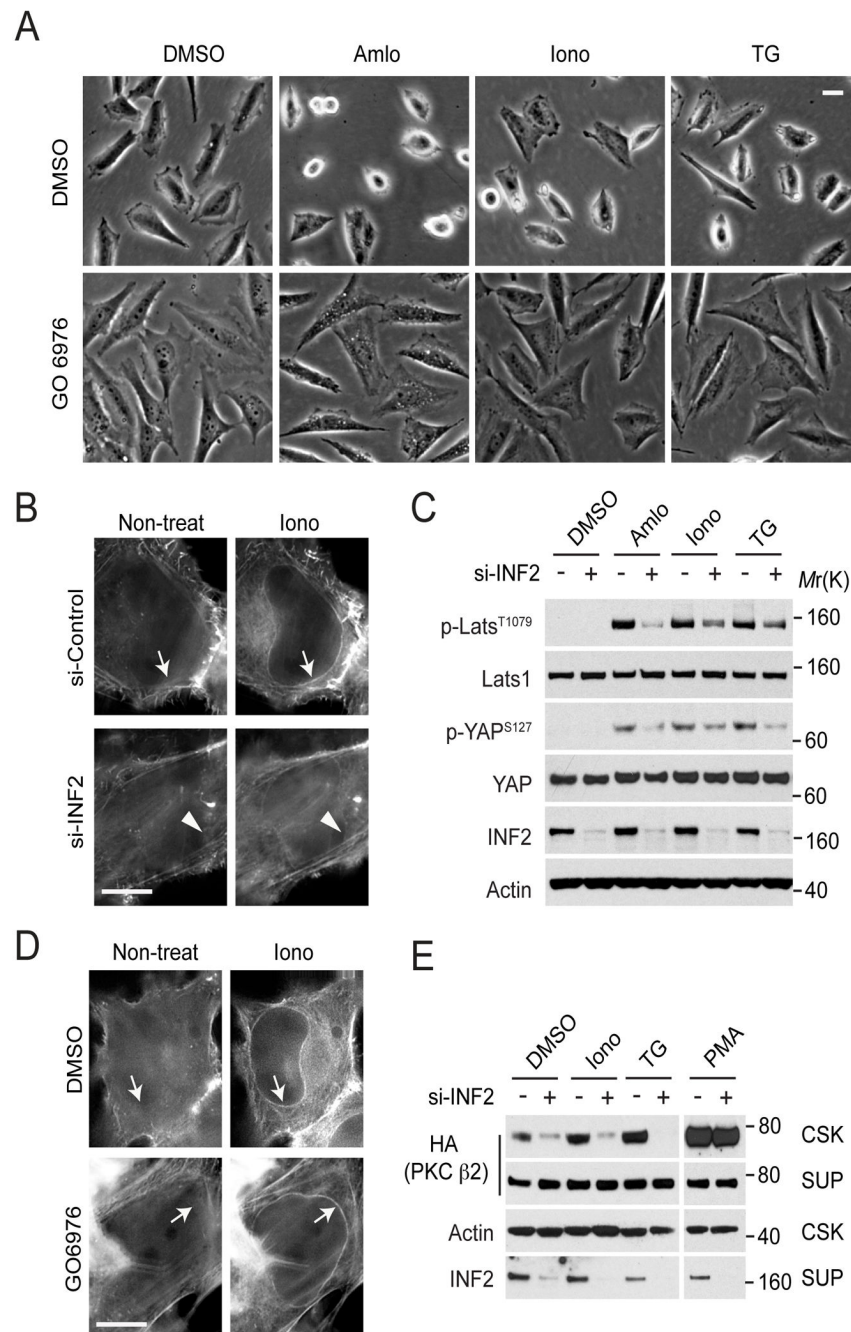 A
DMSO Amlo Iono TG
DMSO
GO 6976
B
Non-treat Iono
si-Control
si-INF2
C
DMSO Amlo Iono TG
si-INF2 - + - + - + - + Mr(K)
p-Lats^T1079 160
Lats1 160
p-YAP^S127 60
YAP 60
INF2 160
Actin 40
D
Non-treat Iono
DMSO
GO6976
E
DMSO Iono TG PMA
si-INF2 - + - + - + - +
HA 80 CSK
(PKC β2) 80 SUP
Actin 40 CSK
INF2 160 SUP